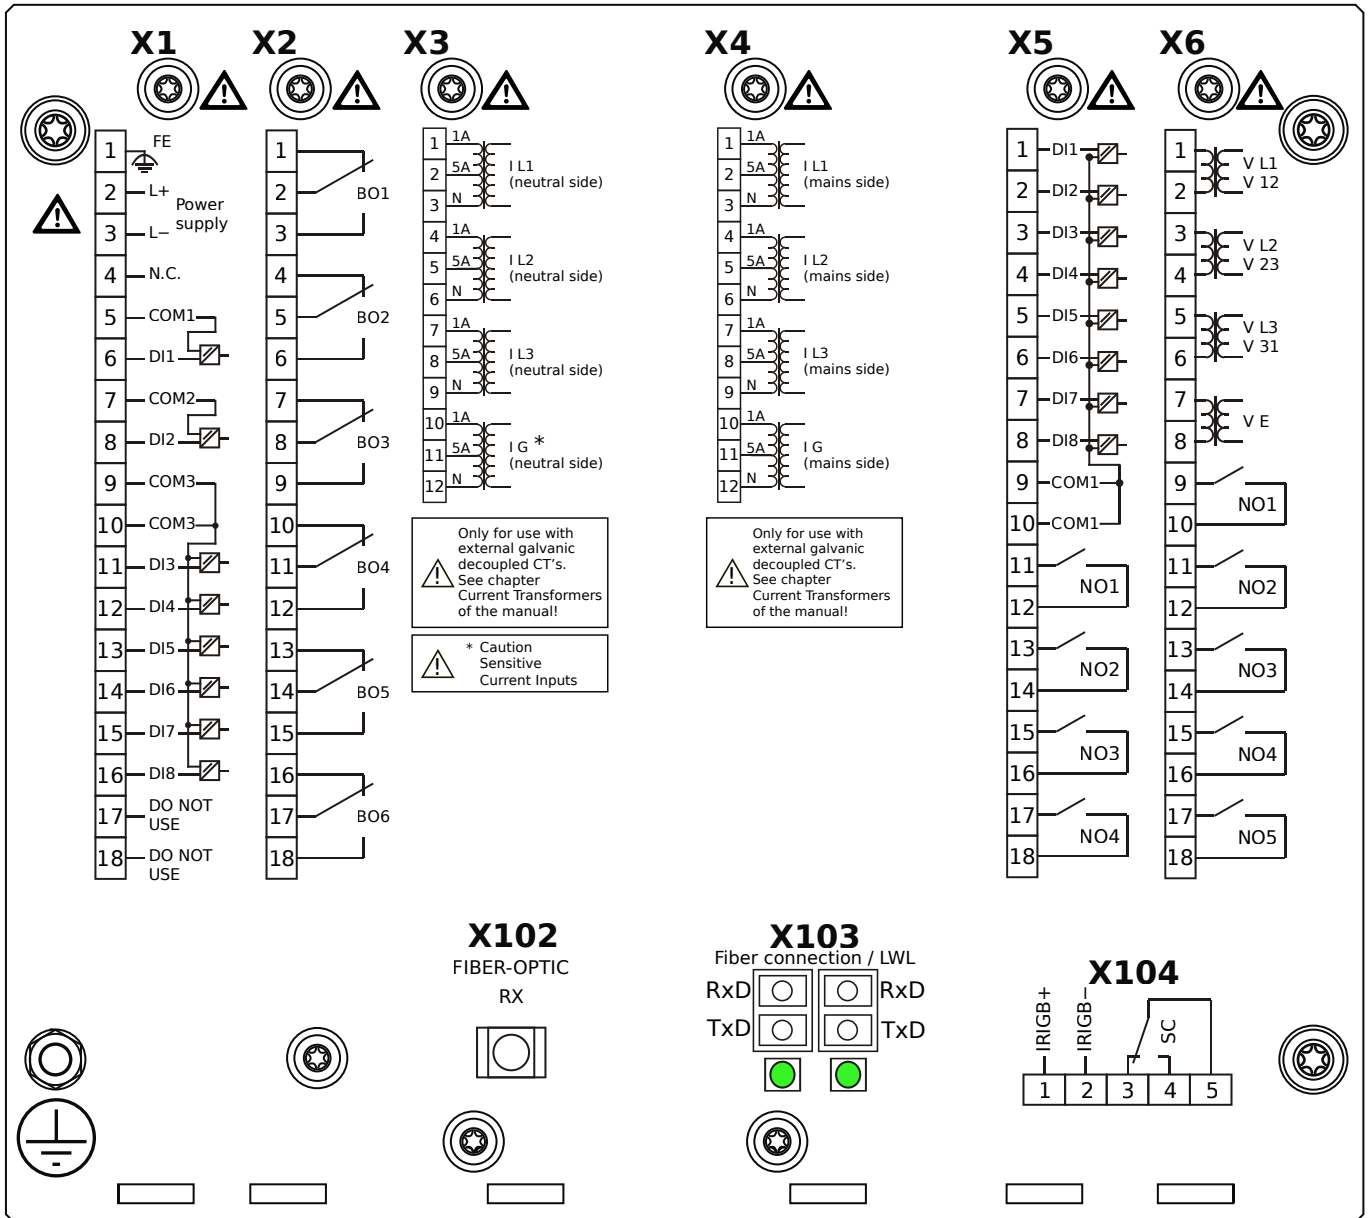 X1
X2
X3
X4
X5
X6
1 FE
2 L+
Power
supply
3 L−
4 N.C.
5 COM1
6 DI1
7 COM2
8 DI2
9 COM3
10 COM3
11 DI3
12 DI4
13 DI5
14 DI6
15 DI7
16 DI8
17 DO NOT
USE
18 DO NOT
USE
1
2 BO1
3
4
5 BO2
6
7
8 BO3
9
10
11 BO4
12
13
14 BO5
15
16
17 BO6
18
1 1A
2 5A
3 N
I L1
(neutral side)
4 1A
5 5A
6 N
I L2
(neutral side)
7 1A
8 5A
9 N
I L3
(neutral side)
10 1A
11 5A
12 N
I G *
(neutral side)
Only for use with
external galvanic
decoupled CT’s.
See chapter
Current Transformers
of the manual!
* Caution
Sensitive
Current Inputs
1 1A
2 5A
3 N
I L1
(mains side)
4 1A
5 5A
6 N
I L2
(mains side)
7 1A
8 5A
9 N
I L3
(mains side)
10 1A
11 5A
12 N
I G
(mains side)
Only for use with
external galvanic
decoupled CT’s.
See chapter
Current Transformers
of the manual!
1 DI1
2 DI2
3 DI3
4 DI4
5 DI5
6 DI6
7 DI7
8 DI8
9 COM1
10 COM1
11
NO1
12
13
NO2
14
15
NO3
16
17
NO4
18
1
V L1
V 12
2
3
V L2
V 23
4
5
V L3
V 31
6
7
V E
8
9
NO1
10
11
NO2
12
13
NO3
14
15
NO4
16
17
NO5
18
X102
FIBER-OPTIC
RX
X103
Fiber connection / LWL
RxD RxD
TxD TxD
X104
IRIGB+
IRIGB−
SC
1 2 3 4 5